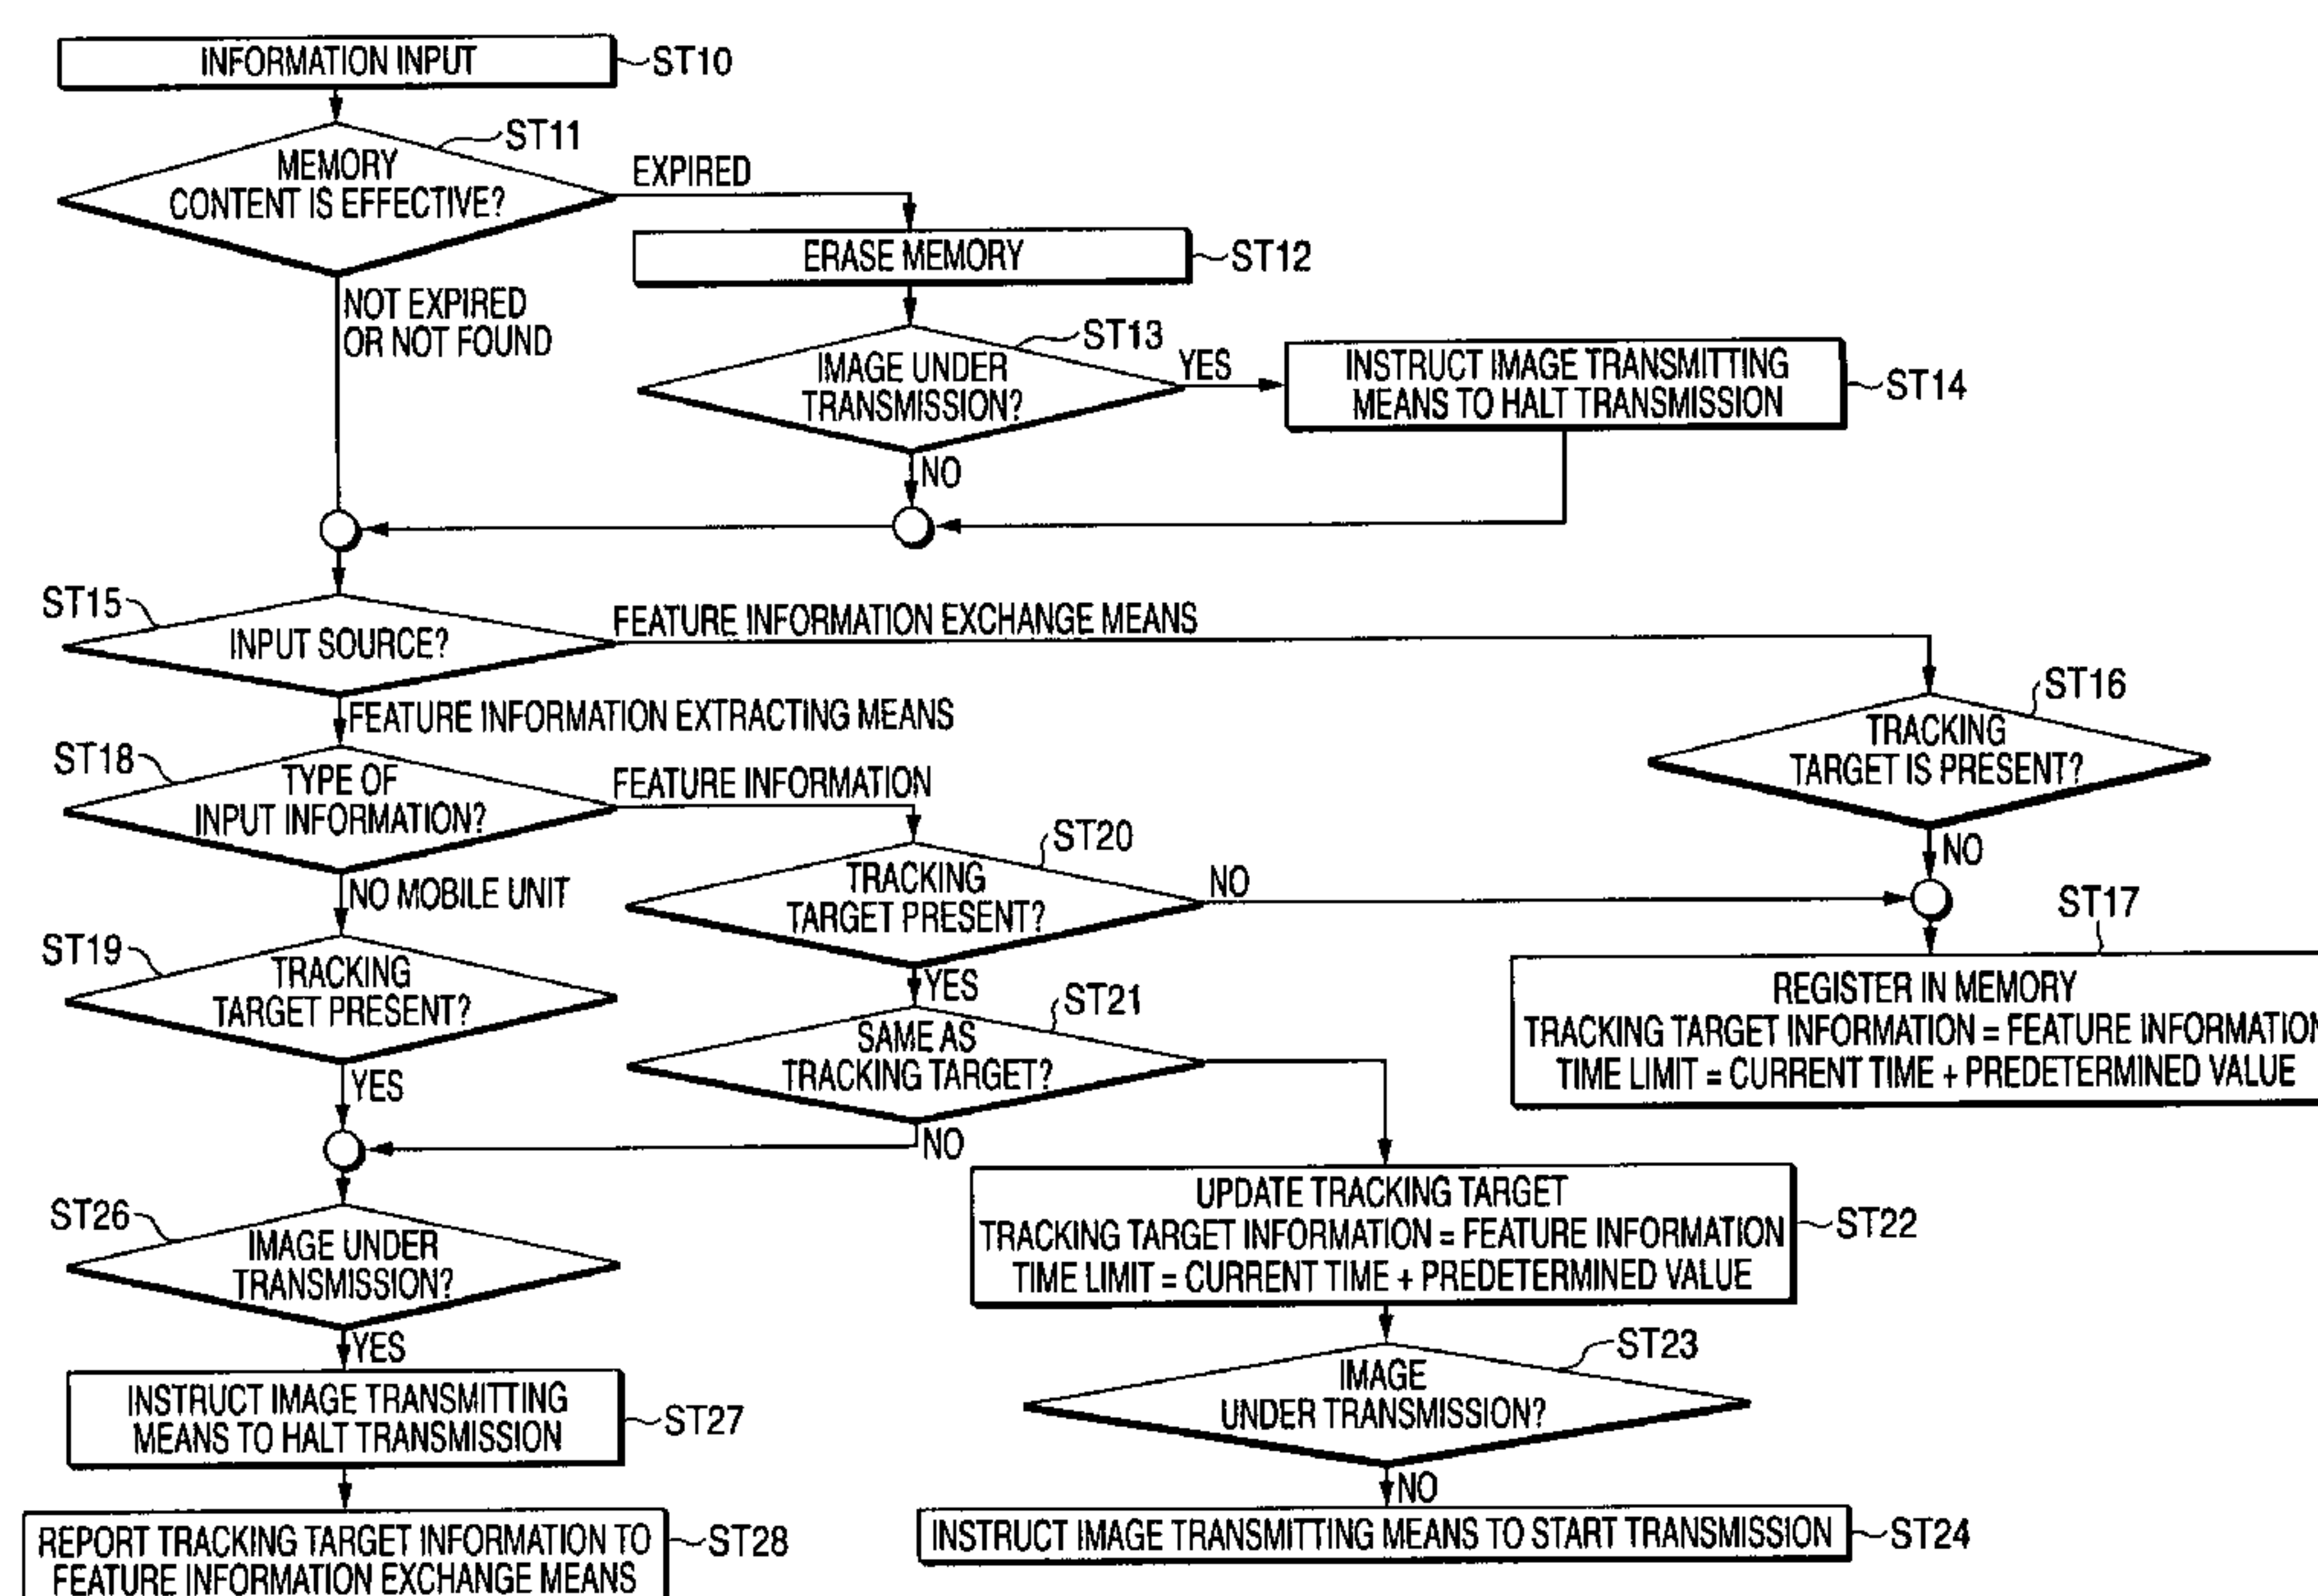 INFORMATION INPUT
ST10
ST11
MEMORY
CONTENT IS EFFECTIVE?
EXPIRED
ERASE MEMORY
ST12
NOT EXPIRED
OR NOT FOUND
ST13
IMAGE UNDER
TRANSMISSION?
YES
INSTRUCT IMAGE TRANSMITTING
MEANS TO HALT TRANSMISSION
ST14
NO
ST15
INPUT SOURCE?
FEATURE INFORMATION EXCHANGE MEANS
ST16
TRACKING
TARGET IS PRESENT?
NO
FEATURE INFORMATION EXTRACTING MEANS
ST18
TYPE OF
INPUT INFORMATION?
FEATURE INFORMATION
ST20
TRACKING
TARGET PRESENT?
NO
ST17
REGISTER IN MEMORY
TRACKING TARGET INFORMATION = FEATURE INFORMATION
TIME LIMIT = CURRENT TIME + PREDETERMINED VALUE
NO MOBILE UNIT
ST19
TRACKING
TARGET PRESENT?
YES
YES
ST21
SAME AS
TRACKING TARGET?
NO
UPDATE TRACKING TARGET
TRACKING TARGET INFORMATION = FEATURE INFORMATION
TIME LIMIT = CURRENT TIME + PREDETERMINED VALUE
ST22
ST26
IMAGE UNDER
TRANSMISSION?
YES
ST23
IMAGE
UNDER TRANSMISSION?
NO
INSTRUCT IMAGE TRANSMITTING
MEANS TO HALT TRANSMISSION
ST27
REPORT TRACKING TARGET INFORMATION TO
FEATURE INFORMATION EXCHANGE MEANS
ST28
INSTRUCT IMAGE TRANSMITTING MEANS TO START TRANSMISSION
ST24